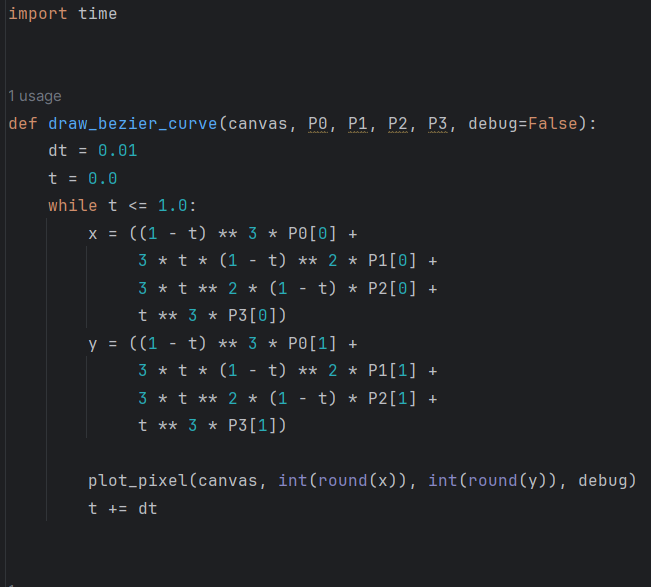 import time
1 usage
def draw_bezier_curve(canvas, P0, P1, P2, P3, debug=False):
    dt = 0.01
    t = 0.0
    while t <= 1.0:
        x = ((1 - t) ** 3 * P0[0] +
             3 * t * (1 - t) ** 2 * P1[0] +
             3 * t ** 2 * (1 - t) * P2[0] +
             t ** 3 * P3[0])
        y = ((1 - t) ** 3 * P0[1] +
             3 * t * (1 - t) ** 2 * P1[1] +
             3 * t ** 2 * (1 - t) * P2[1] +
             t ** 3 * P3[1])
        plot_pixel(canvas, int(round(x)), int(round(y)), debug)
        t += dt